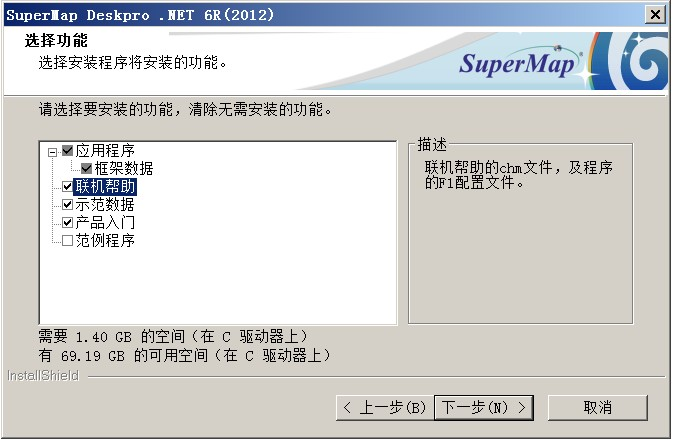 SuperMap Deskpro .NET 6R(2012)
选择功能
选择安装程序将安装的功能。
SuperMap
请选择要安装的功能，清除无需安装的功能。
应用程序
框架数据
联机帮助
示范数据
产品入门
范例程序
描述
联机帮助的chm文件，及程序
的F1配置文件。
需要 1.40 GB 的空间（在 C 驱动器上）
有 69.19 GB 的可用空间（在 C 驱动器上）
InstallShield
< 上一步(B)
下一步(N) >
取消